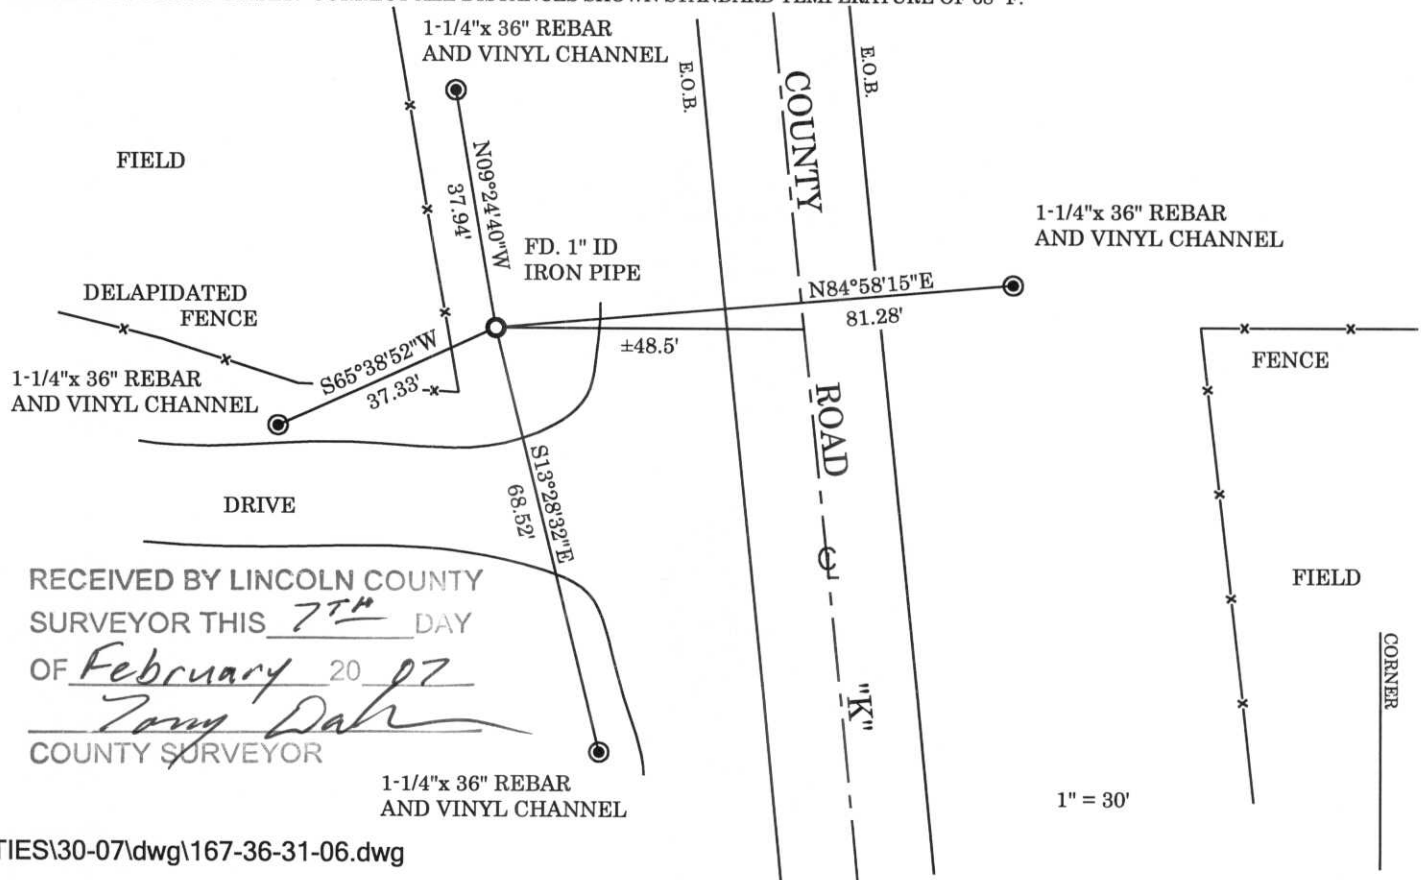 1-1/4"x 36" REBAR
AND VINYL CHANNEL
E.O.B.
COUNTY
E.O.B.
FIELD
N09°24'40"W
37.94'
FD. 1" ID
IRON PIPE
1-1/4"x 36" REBAR
AND VINYL CHANNEL
DELAPIDATED
FENCE
N84°58'15"E
81.28'
±48.5'
S65°38'52"W
37.33'
1-1/4"x 36" REBAR
AND VINYL CHANNEL
FENCE
ROAD
S13°28'32"E
68.52'
DRIVE
RECEIVED BY LINCOLN COUNTY
SURVEYOR THIS 7TH DAY
OF February 20 07
COUNTY SURVEYOR
FIELD
CORNER
"K"
1-1/4"x 36" REBAR
AND VINYL CHANNEL
1" = 30'
TIES\30-07\dwg\167-36-31-06.dwg